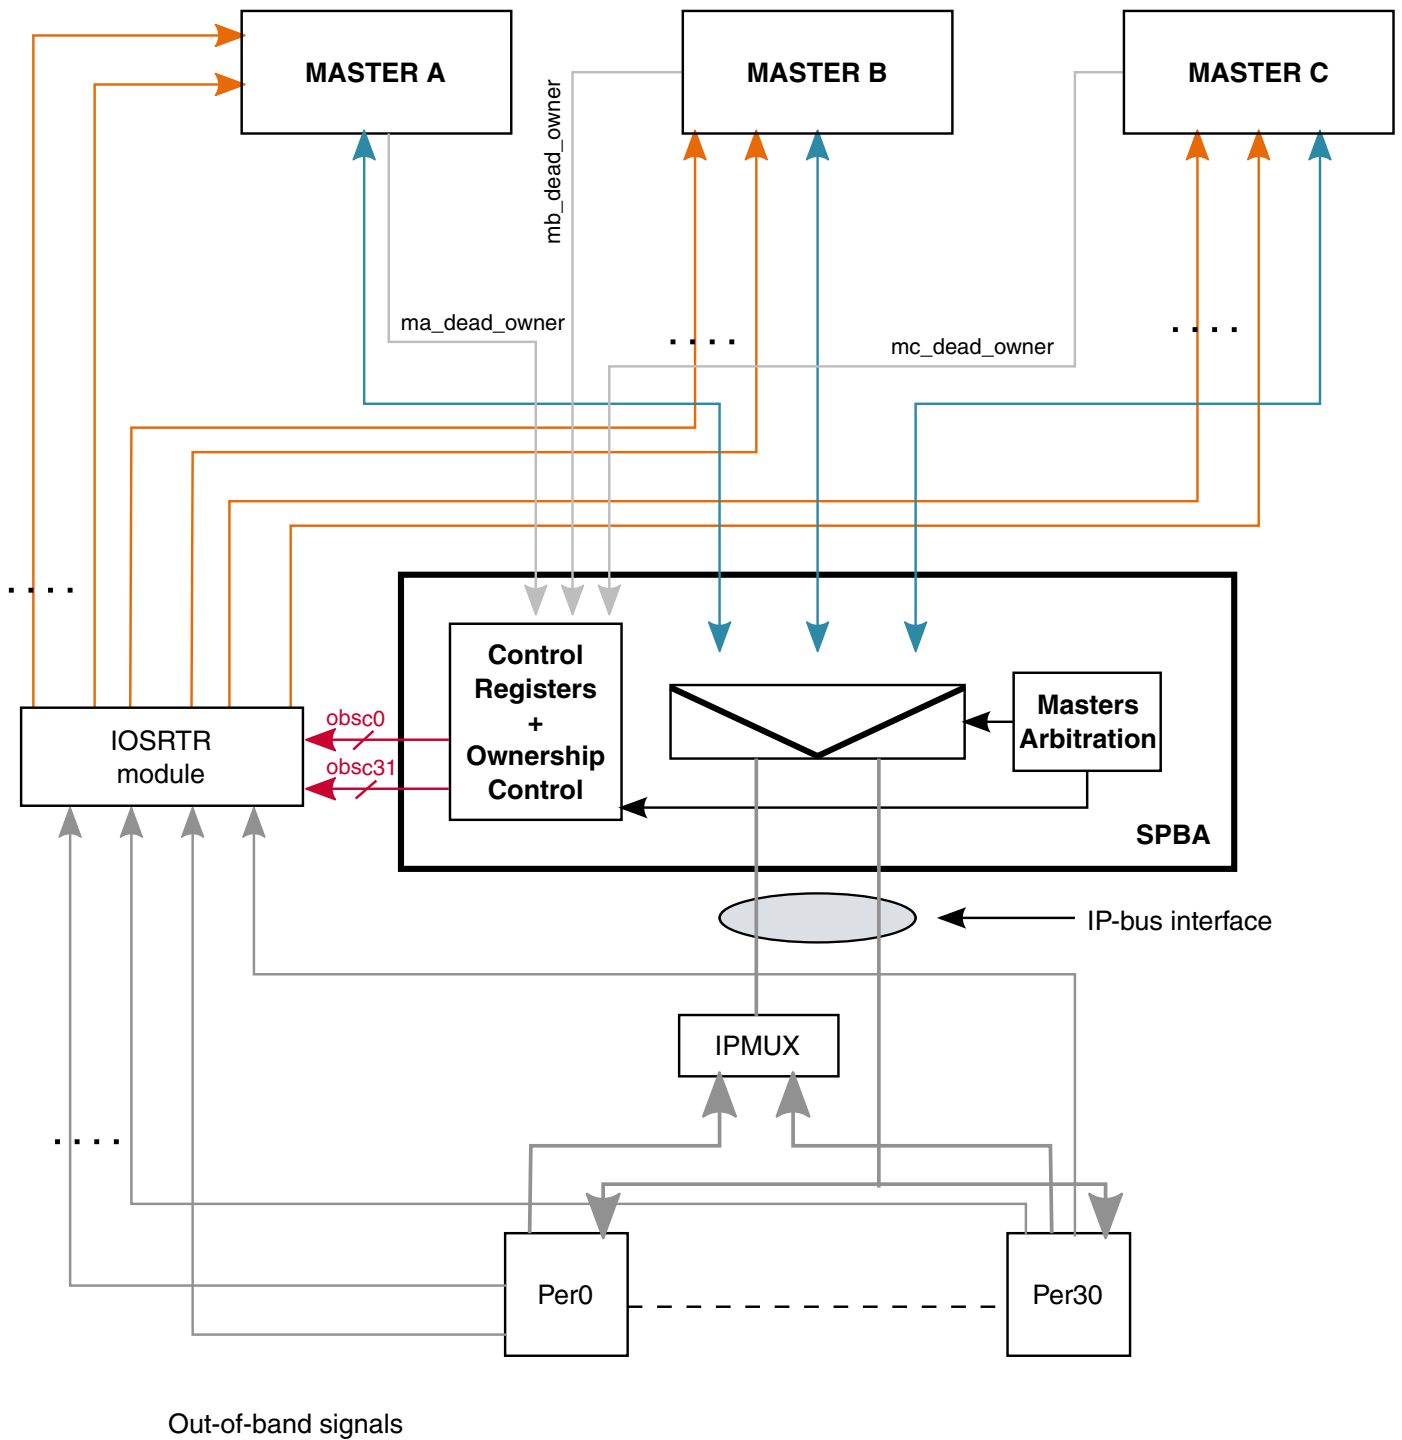 MASTER A
MASTER B
MASTER C
mb_dead_owner
ma_dead_owner
mc_dead_owner
Control
Registers
+
Ownership
Control
Masters
Arbitration
obsc0
obsc31
IOSRTR
module
SPBA
IP-bus interface
IPMUX
Per0
Per30
Out-of-band signals